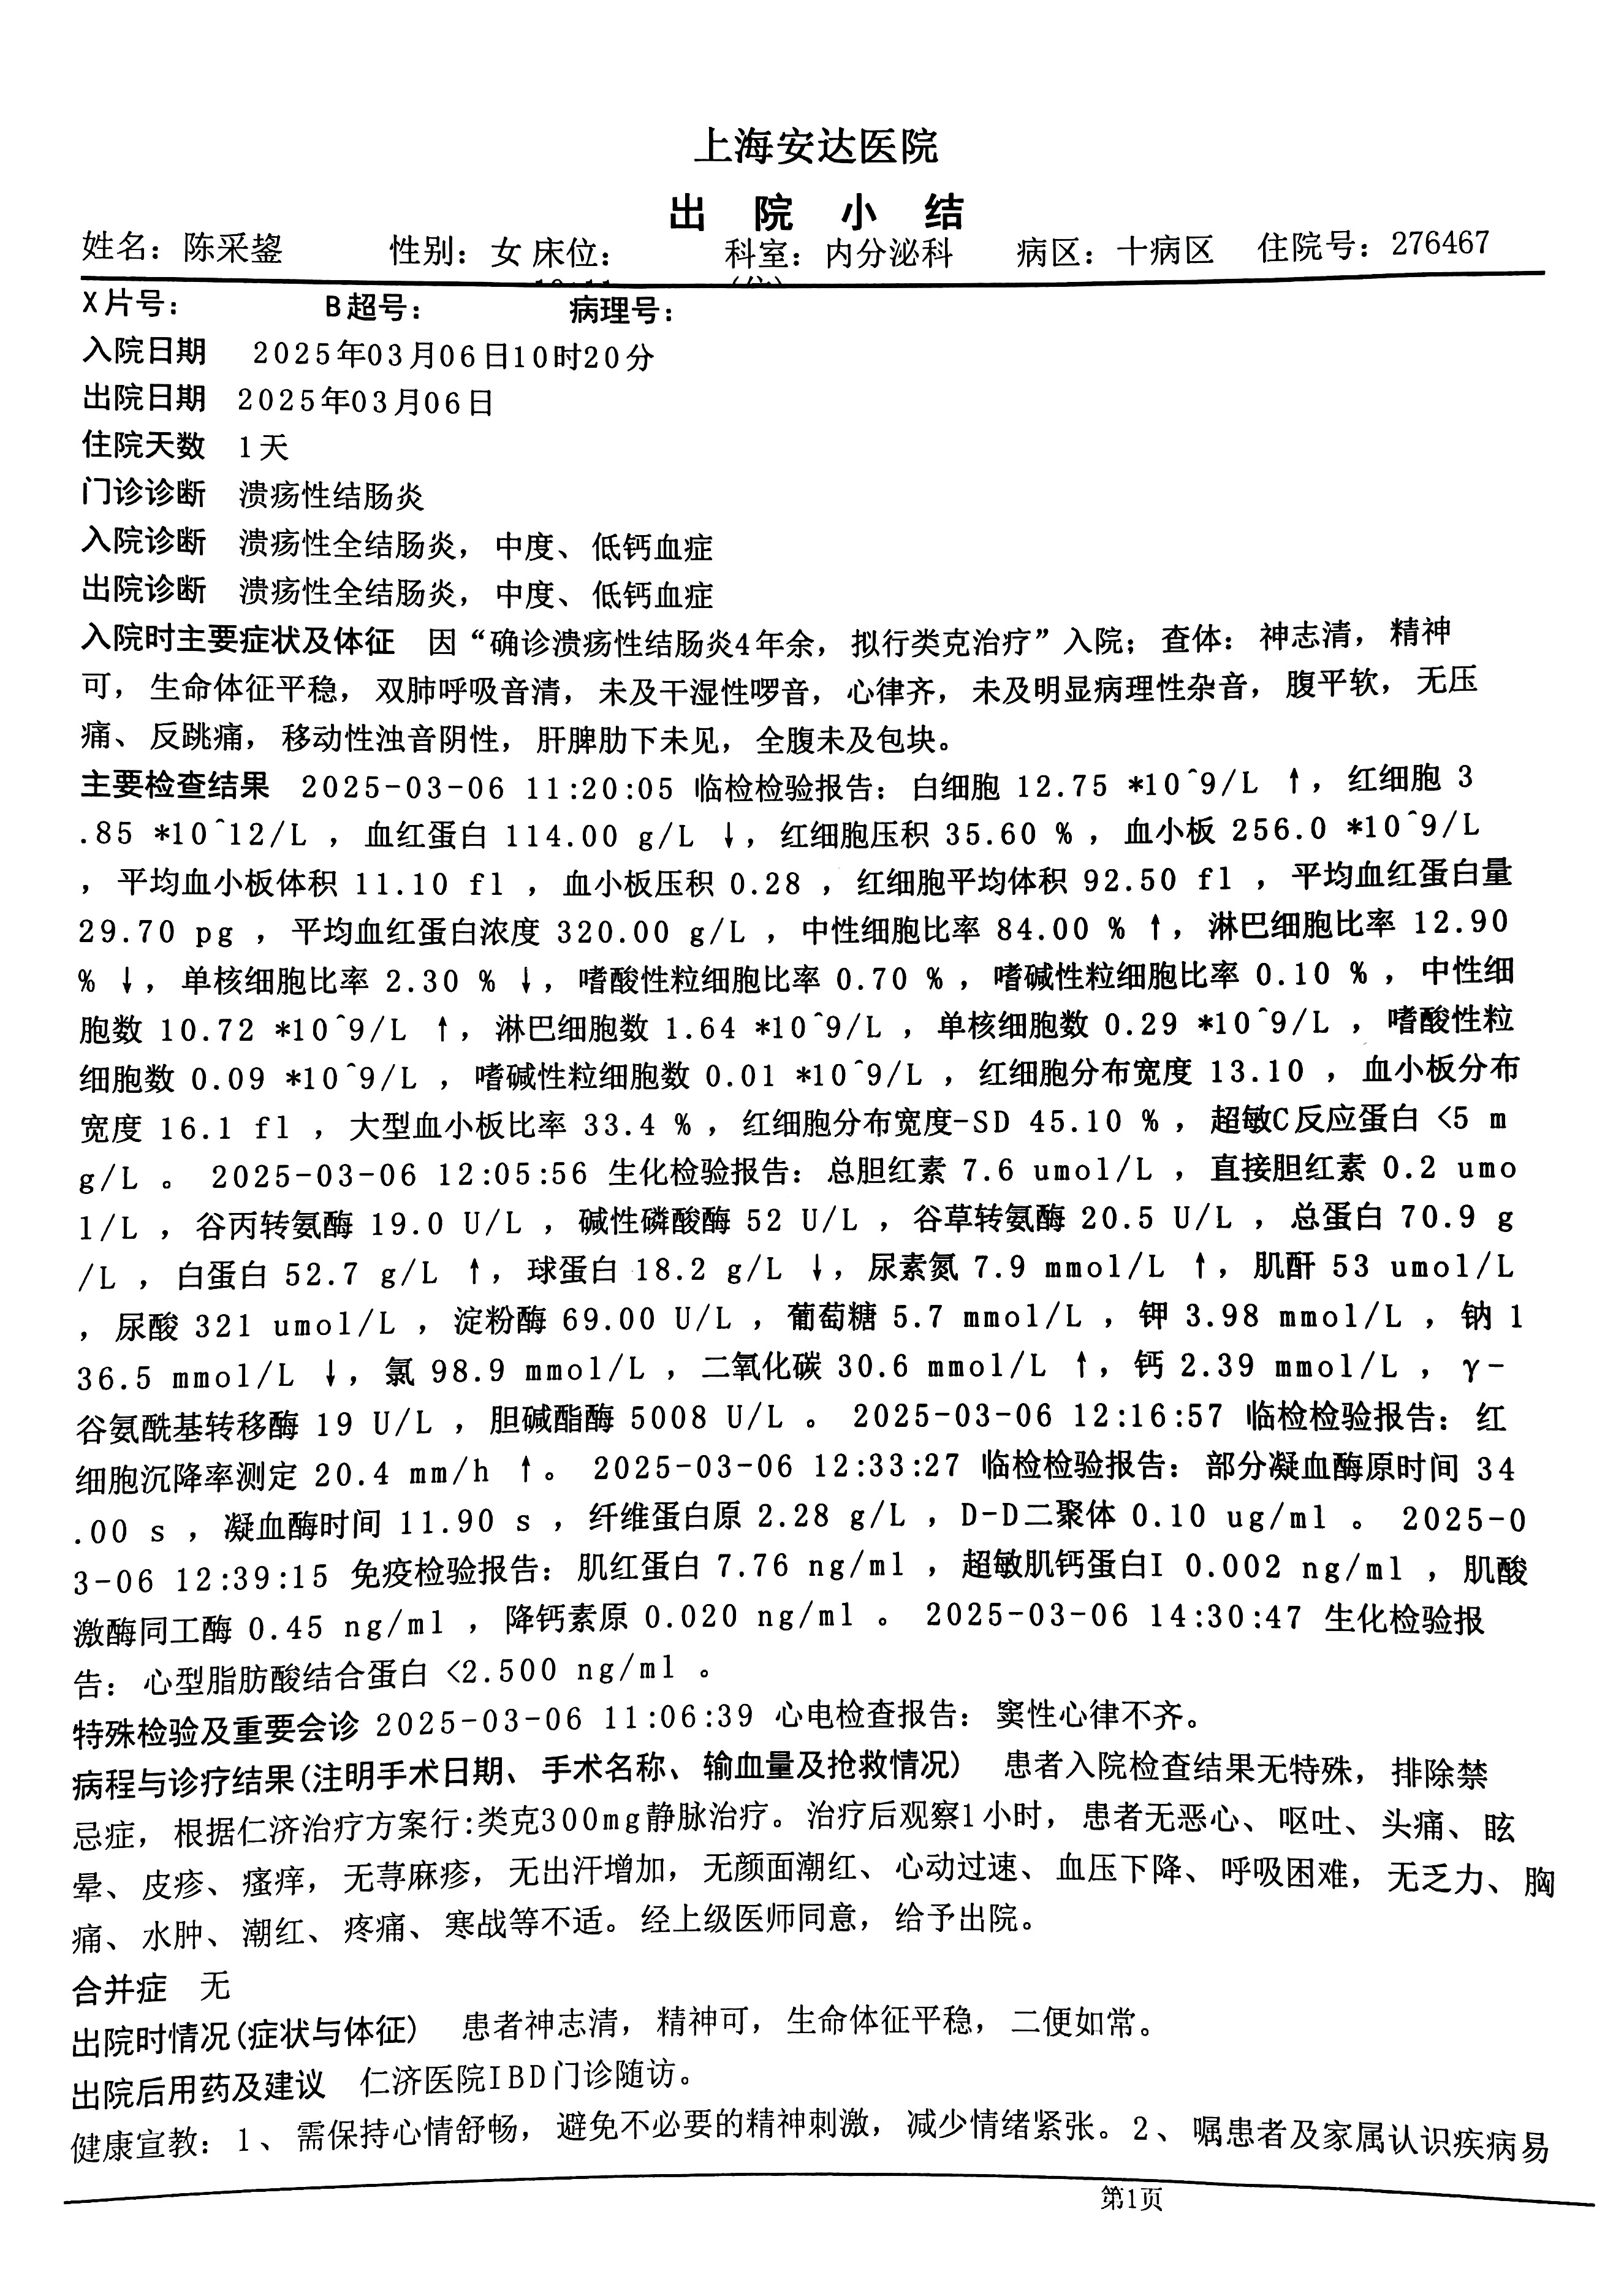 上海安达医院
出 院 小 结
姓名：陈采鋆 性别：女 床位： 科室：内分泌科 病区：十病区 住院号：276467
X片号： B超号： 病理号：
入院日期 2025年03月06日10时20分
出院日期 2025年03月06日
住院天数 1天
门诊诊断 溃疡性结肠炎
入院诊断 溃疡性全结肠炎，中度、低钙血症
出院诊断 溃疡性全结肠炎，中度、低钙血症
入院时主要症状及体征 因“确诊溃疡性结肠炎4年余，拟行类克治疗”入院；查体：神志清，精神
可，生命体征平稳，双肺呼吸音清，未及干湿性啰音，心律齐，未及明显病理性杂音，腹平软，无压
痛、反跳痛，移动性浊音阴性，肝脾肋下未见，全腹未及包块。
主要检查结果 2025-03-06 11:20:05 临检检验报告：白细胞 12.75 *10^9/L ↑，红细胞 3
.85 *10^12/L ，血红蛋白 114.00 g/L ↓，红细胞压积 35.60 %，血小板 256.0 *10^9/L
，平均血小板体积 11.10 fl ，血小板压积 0.28 ，红细胞平均体积 92.50 fl ，平均血红蛋白量
29.70 pg ，平均血红蛋白浓度 320.00 g/L ，中性细胞比率 84.00 % ↑，淋巴细胞比率 12.90
% ↓，单核细胞比率 2.30 % ↓，嗜酸性粒细胞比率 0.70 %，嗜碱性粒细胞比率 0.10 %，中性细
胞数 10.72 *10^9/L ↑，淋巴细胞数 1.64 *10^9/L ，单核细胞数 0.29 *10^9/L ，嗜酸性粒
细胞数 0.09 *10^9/L ，嗜碱性粒细胞数 0.01 *10^9/L ，红细胞分布宽度 13.10 ，血小板分布
宽度 16.1 fl ，大型血小板比率 33.4 %，红细胞分布宽度-SD 45.10 %，超敏C反应蛋白 <5 m
g/L 。 2025-03-06 12:05:56 生化检验报告：总胆红素 7.6 umol/L ，直接胆红素 0.2 umo
l/L ，谷丙转氨酶 19.0 U/L ，碱性磷酸酶 52 U/L ，谷草转氨酶 20.5 U/L ，总蛋白 70.9 g
/L ，白蛋白 52.7 g/L ↑，球蛋白 18.2 g/L ↓，尿素氮 7.9 mmol/L ↑，肌酐 53 umol/L
，尿酸 321 umol/L ，淀粉酶 69.00 U/L ，葡萄糖 5.7 mmol/L ，钾 3.98 mmol/L ，钠 1
36.5 mmol/L ↓，氯 98.9 mmol/L ，二氧化碳 30.6 mmol/L ↑，钙 2.39 mmol/L ，γ-
谷氨酰基转移酶 19 U/L ，胆碱酯酶 5008 U/L 。 2025-03-06 12:16:57 临检检验报告：红
细胞沉降率测定 20.4 mm/h ↑。 2025-03-06 12:33:27 临检检验报告：部分凝血酶原时间 34
.00 s ，凝血酶时间 11.90 s ，纤维蛋白原 2.28 g/L ，D-D二聚体 0.10 ug/ml 。 2025-0
3-06 12:39:15 免疫检验报告：肌红蛋白 7.76 ng/ml ，超敏肌钙蛋白I 0.002 ng/ml ，肌酸
激酶同工酶 0.45 ng/ml ，降钙素原 0.020 ng/ml 。 2025-03-06 14:30:47 生化检验报
告：心型脂肪酸结合蛋白 <2.500 ng/ml 。
特殊检验及重要会诊 2025-03-06 11:06:39 心电检查报告：窦性心律不齐。
病程与诊疗结果(注明手术日期、手术名称、输血量及抢救情况) 患者入院检查结果无特殊，排除禁
忌症，根据仁济治疗方案行:类克300mg静脉治疗。治疗后观察1小时，患者无恶心、呕吐、头痛、眩
晕、皮疹、瘙痒，无荨麻疹，无出汗增加，无颜面潮红、心动过速、血压下降、呼吸困难，无乏力、胸
痛、水肿、潮红、疼痛、寒战等不适。经上级医师同意，给予出院。
合并症 无
出院时情况(症状与体征) 患者神志清，精神可，生命体征平稳，二便如常。
出院后用药及建议 仁济医院IBD门诊随访。
健康宣教：1、需保持心情舒畅，避免不必要的精神刺激，减少情绪紧张。2、嘱患者及家属认识疾病易
第1页